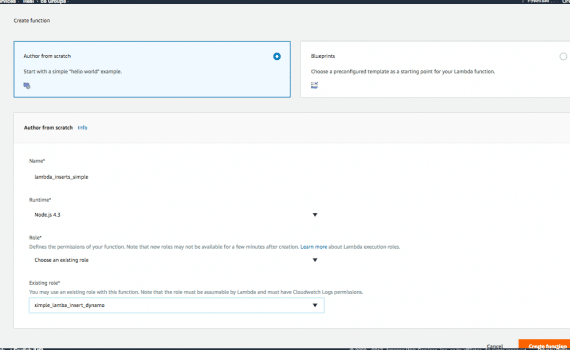 Create function
Author from scratch
Start with a simple "hello world" example.
Blueprints
Choose a preconfigured template as a starting point for your Lambda function.
Author from scratch Info
Name*
lambda_inserts_simple
Runtime*
Node.js 4.3
Role*
Defines the permissions of your function. Note that new roles may not be available for a few minutes after creation. Learn more about Lambda execution roles.
Choose an existing role
Existing role*
You may use an existing role with this function. Note that the role must be assumable by Lambda and must have Cloudwatch Logs permissions.
simple_lamba_insert_dynamo
Cancel
Create function